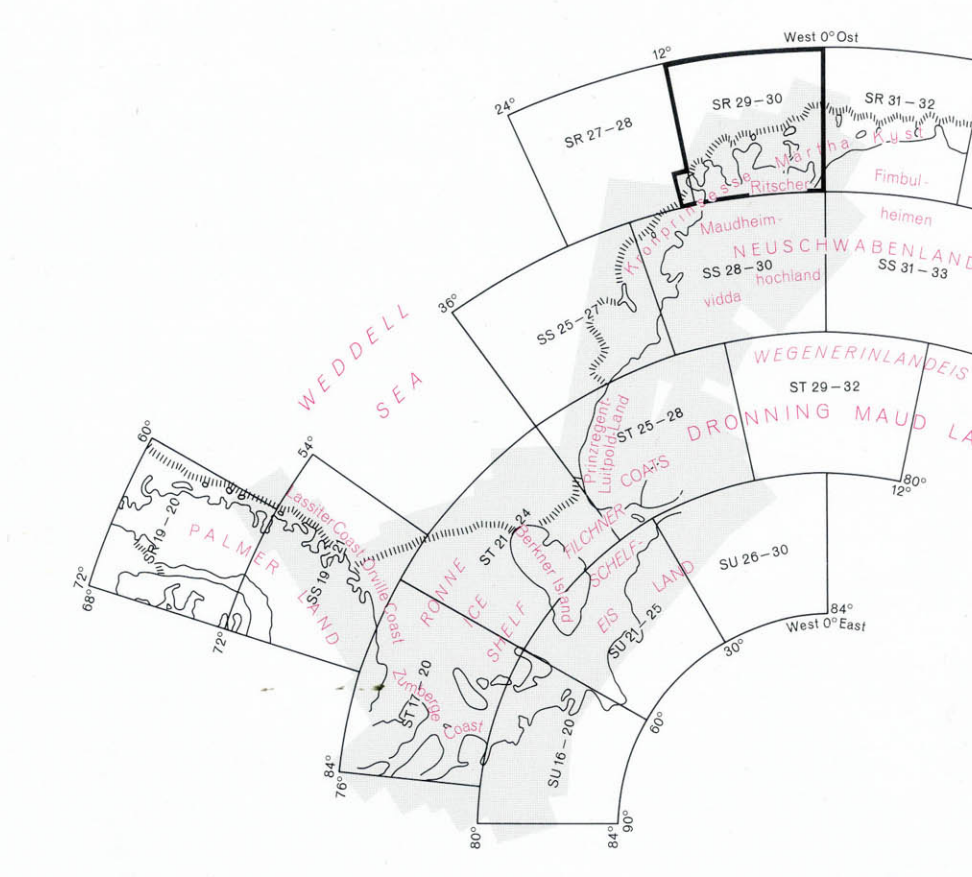 West 0° Ost
12°
24°
SR 27–28
SR 29–30
SR 31–32
Kronprinsesse Märtha Kyst
Ritscher
Fimbul-
heimen
Maudheim-
NEUSCHWABENLAND
SS 28–30
hochland
SS 31–33
vidda
36°
SS 25–27
WEDDELL
SEA
WEGENERINLANDEIS
ST 29–32
DRONNING MAUD LA
Prinzregent-
Luitpold-Land
ST 25–28
COATS
LAND
80°
12°
60°
54°
Lassiter Coast
SR 19–20
PALMER
LAND
SS 19–21
Orville Coast
72°
68°
72°
RONNE
ICE
SHELF
ST 21–24
Berkner Island
FILCHNER
SCHELF-
EIS
SU 21–25
SU 26–30
84°
West 0° East
30°
60°
Zumberge
Coast
ST 17–20
SU 16–20
84°
76°
80°
84°
90°